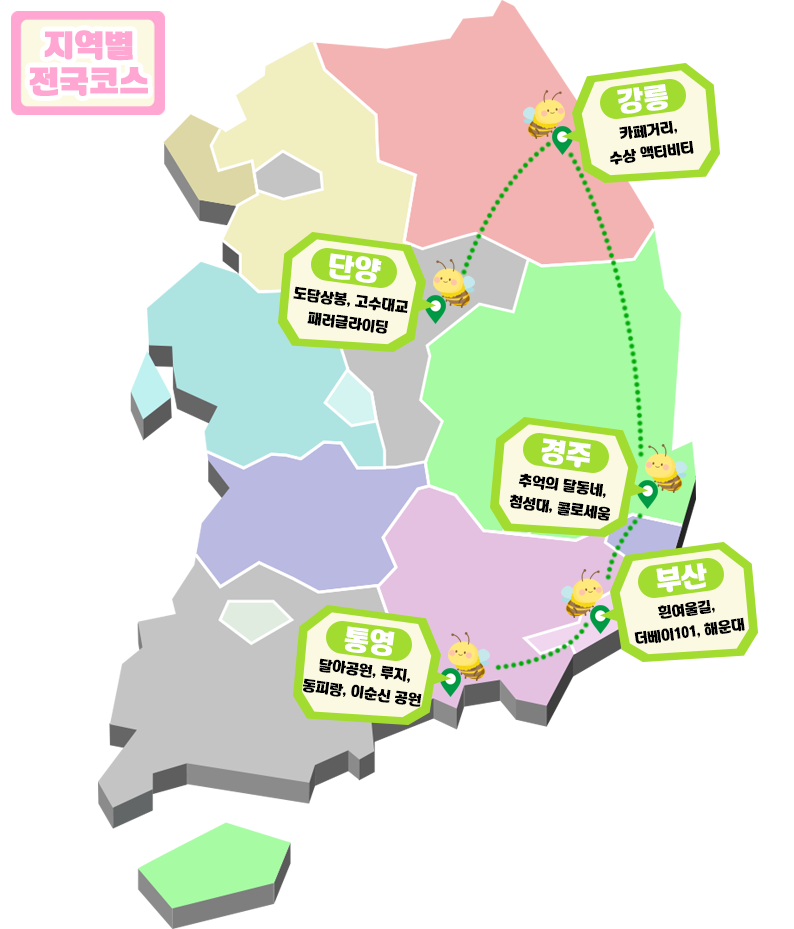 지역별
전국코스
강릉
카페거리,
수상 액티비티
단양
도담상봉, 고수대교
패러글라이딩
경주
추억의 달동네,
첨성대, 콜로세움
부산
흰여울길,
더베이101, 해운대
통영
달아공원, 루지,
동피랑, 이순신 공원